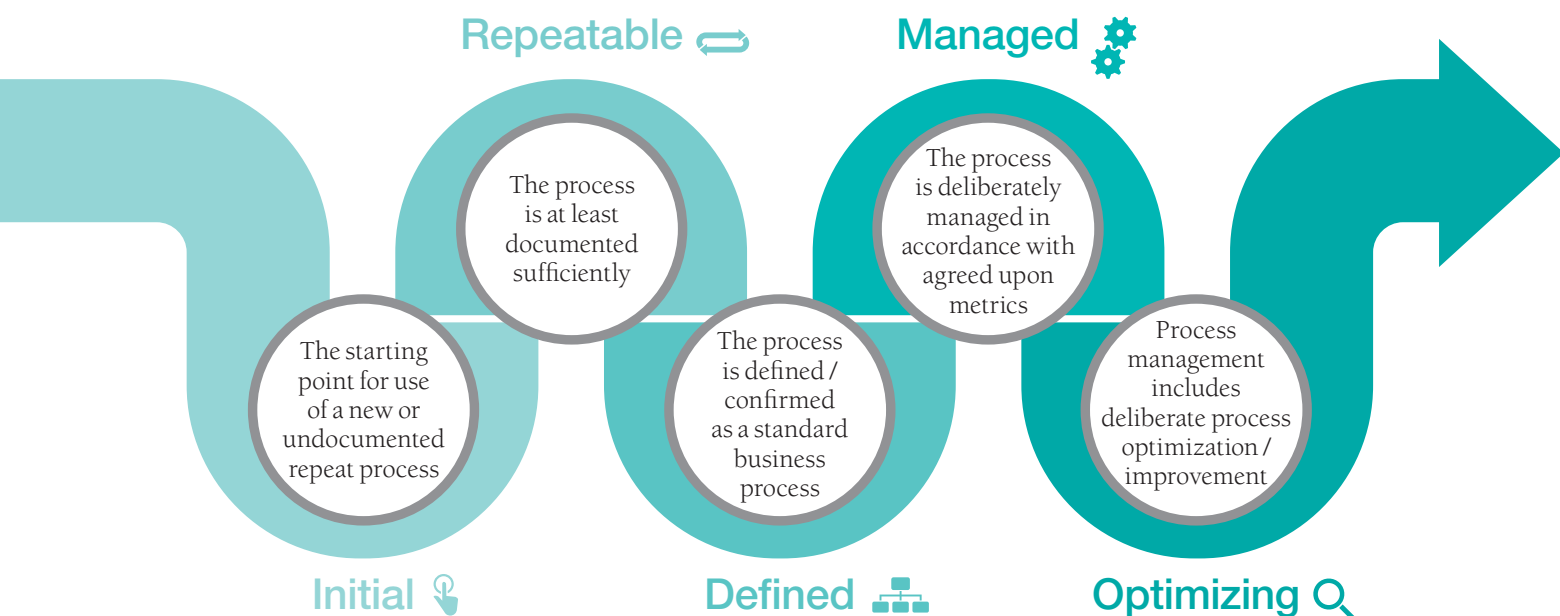 Initial
The starting
point for use
of a new or
undocumented
repeat process
Repeatable
The process
is at least
documented
sufficiently
Defined
The process
is defined /
confirmed
as a standard
business
process
Managed
The process
is deliberately
managed in
accordance with
agreed upon
metrics
Optimizing
Process
management
includes
deliberate process
optimization /
improvement